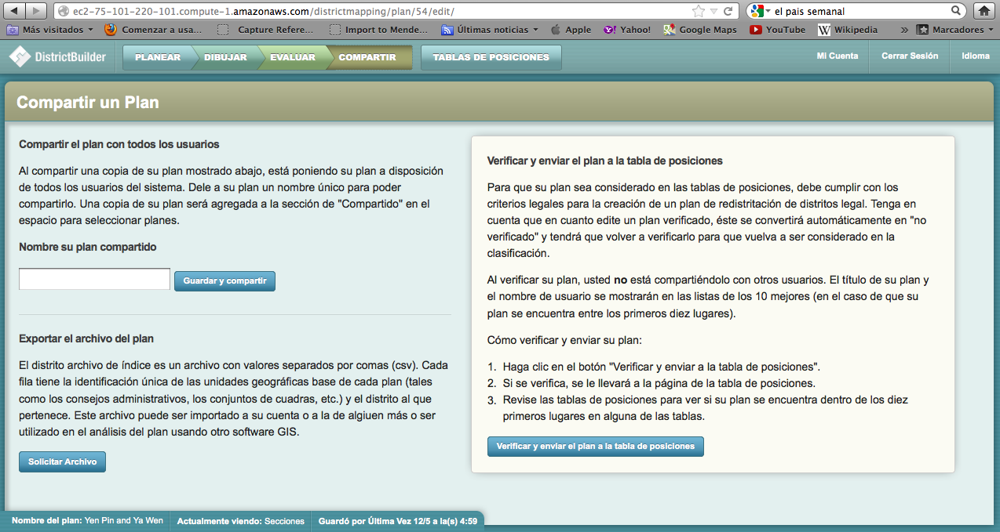 ec2-75-101-220-101.compute-1.amazonaws.com/districtmapping/plan/54/edit/
el pais semanal
Más visitados
Comenzar a usa...
Capture Refere...
Import to Mende...
Últimas noticias
Apple
Yahoo!
Google Maps
YouTube
Wikipedia
»
Marcadores
DistrictBuilder
PLANEAR
DIBUJAR
EVALUAR
COMPARTIR
TABLAS DE POSICIONES
Mi Cuenta
Cerrar Sesión
Idioma
Compartir un Plan
Compartir el plan con todos los usuarios
Al compartir una copia de su plan mostrado abajo, está poniendo su plan a disposición
de todos los usuarios del sistema. Dele a su plan un nombre único para poder
compartirlo. Una copia de su plan será agregada a la sección de "Compartido" en el
espacio para seleccionar planes.
Nombre su plan compartido
Guardar y compartir
Exportar el archivo del plan
El distrito archivo de índice es un archivo con valores separados por comas (csv). Cada
fila tiene la identificación única de las unidades geográficas base de cada plan (tales
como los consejos administrativos, los conjuntos de cuadras, etc.) y el distrito al que
pertenece. Este archivo puede ser importado a su cuenta o a la de algiuen más o ser
utilizado en el análisis del plan usando otro software GIS.
Solicitar Archivo
Verificar y enviar el plan a la tabla de posiciones
Para que su plan sea considerado en las tablas de posiciones, debe cumplir con los
criterios legales para la creación de un plan de redistritación de distritos legal. Tenga en
cuenta que en cuanto edite un plan verificado, éste se convertirá automáticamente en "no
verificado" y tendrá que volver a verificarlo para que vuelva a ser considerado en la
clasificación.
Al verificar su plan, usted no está compartiéndolo con otros usuarios. El título de su plan y
el nombre de usuario se mostrarán en las listas de los 10 mejores (en el caso de que su
plan se encuentra entre los primeros diez lugares).
Cómo verificar y enviar su plan:
1. Haga clic en el botón "Verificar y enviar a la tabla de posiciones".
2. Si se verifica, se le llevará a la página de la tabla de posiciones.
3. Revise las tablas de posiciones para ver si su plan se encuentra dentro de los diez
primeros lugares en alguna de las tablas.
Verificar y enviar el plan a la tabla de posiciones
Nombre del plan: Yen Pin and Ya Wen
Actualmente viendo: Secciones
Guardó por Última Vez 12/5 a la(s) 4:59